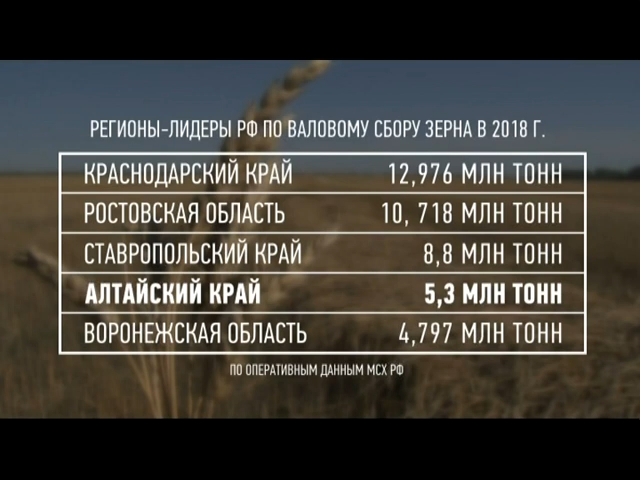 РЕГИОНЫ-ЛИДЕРЫ РФ ПО ВАЛОВОМУ СБОРУ ЗЕРНА В 2018 Г.
КРАСНОДАРСКИЙ КРАЙ 12,976 МЛН ТОНН
РОСТОВСКАЯ ОБЛАСТЬ 10, 718 МЛН ТОНН
СТАВРОПОЛЬСКИЙ КРАЙ 8,8 МЛН ТОНН
АЛТАЙСКИЙ КРАЙ 5,3 МЛН ТОНН
ВОРОНЕЖСКАЯ ОБЛАСТЬ 4,797 МЛН ТОНН
ПО ОПЕРАТИВНЫМ ДАННЫМ МСХ РФ